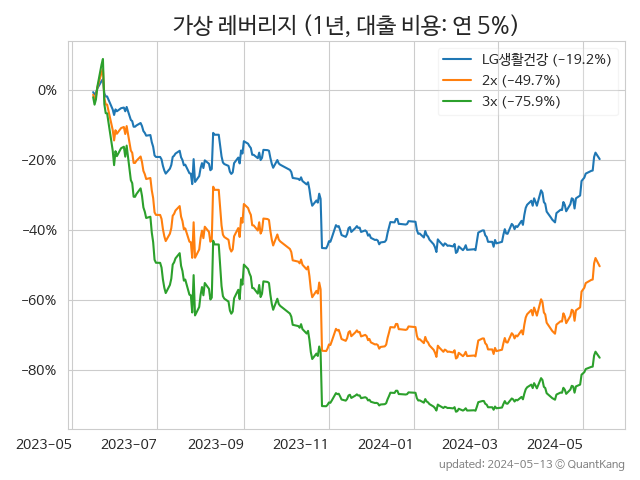 가상 레버리지 (1년, 대출 비용: 연 5%)
LG생활건강 (−19.2%)
2x (−49.7%)
3x (−75.9%)
0%
−20%
−40%
−60%
−80%
2023-05 2023-07 2023-09 2023-11 2024-01 2024-03 2024-05
updated: 2024-05-13 © QuantKang